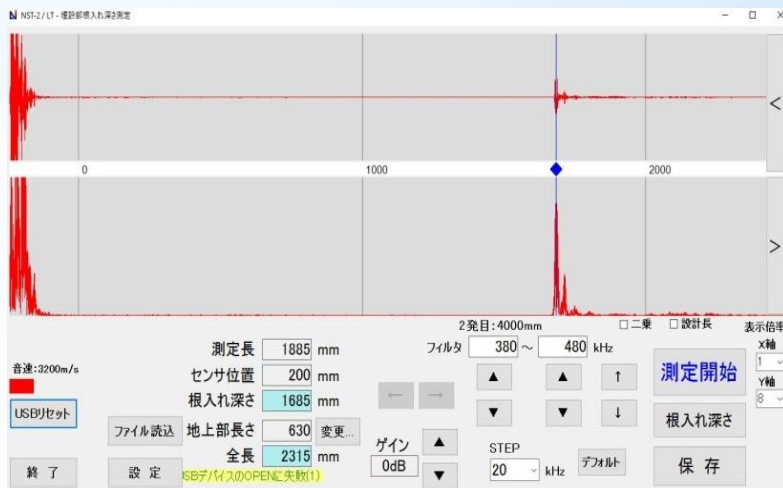 NST-2 / LT - 埋設部根入れ深さ測定
0 1000 2000
<
>
2発目:4000mm
二乗 設計長 表示倍率
測定長 1885 mm
フィルタ 380 ～ 480 kHz
X軸
1
音速:3200m/s
センサ位置 200 mm
▲ ▲ ↑
測定開始
Y軸
8
根入れ深さ 1685 mm
← →
USBリセット
▼ ▼ ↓
ファイル読込 地上部長さ 630 mm 変更...
根入れ深さ
ゲイン ▲
0dB ▼
STEP
20 kHz デフォルト
全長 2315 mm
終 了 設 定
保 存
USBデバイスのOPENに失敗(1)